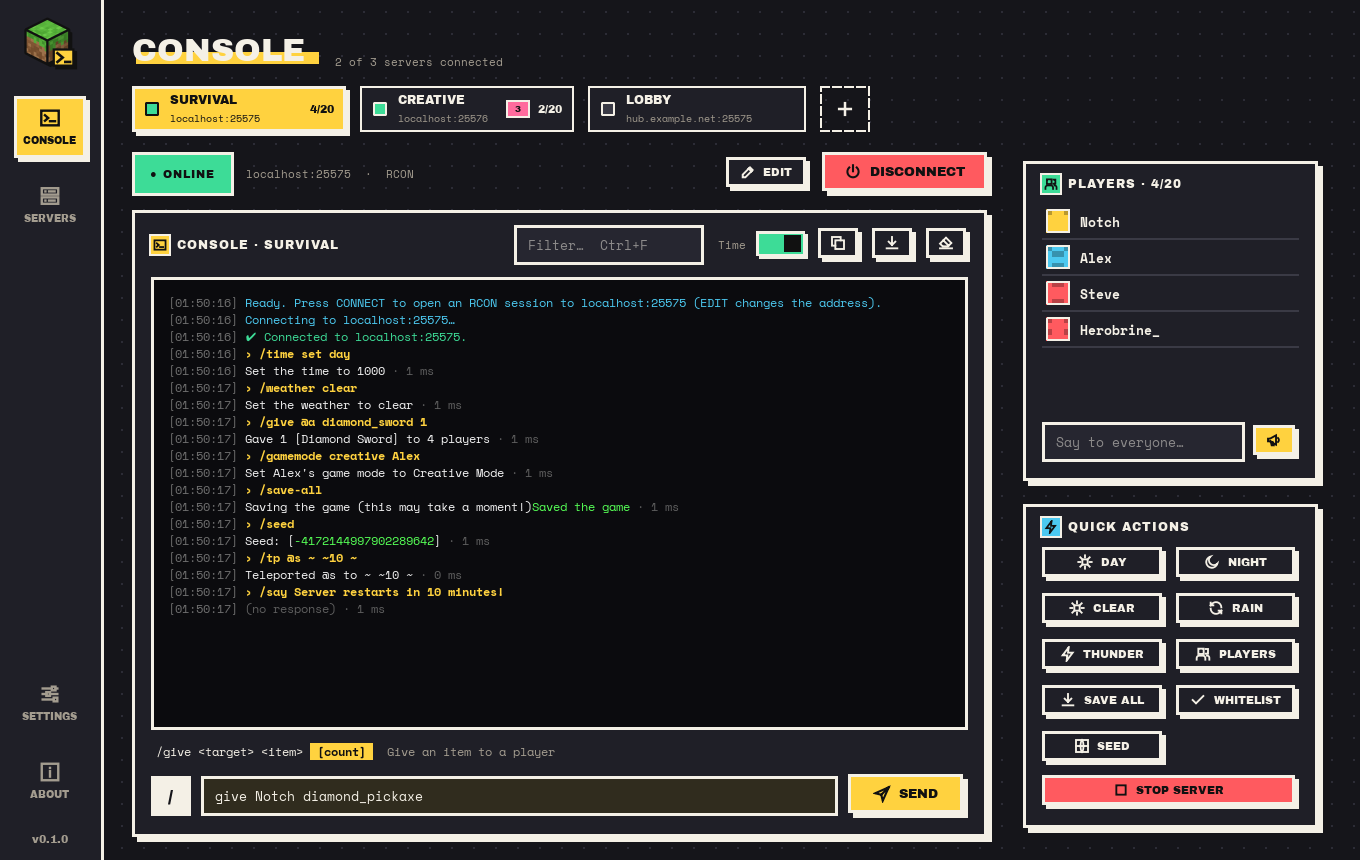 CONSOLE
SERVERS
SETTINGS
ABOUT
v0.1.0
CONSOLE
2 of 3 servers connected
SURVIVAL
localhost:25575
4/20
CREATIVE
localhost:25576
3
2/20
LOBBY
hub.example.net:25575
+
• ONLINE
localhost:25575 · RCON
EDIT
DISCONNECT
CONSOLE · SURVIVAL
Filter… Ctrl+F
Time
[01:50:16] Ready. Press CONNECT to open an RCON session to localhost:25575 (EDIT changes the address).
[01:50:16] Connecting to localhost:25575…
[01:50:16] ✔ Connected to localhost:25575.
[01:50:16] › /time set day
[01:50:16] Set the time to 1000 · 1 ms
[01:50:17] › /weather clear
[01:50:17] Set the weather to clear · 1 ms
[01:50:17] › /give @a diamond_sword 1
[01:50:17] Gave 1 [Diamond Sword] to 4 players · 1 ms
[01:50:17] › /gamemode creative Alex
[01:50:17] Set Alex's game mode to Creative Mode · 1 ms
[01:50:17] › /save-all
[01:50:17] Saving the game (this may take a moment!)Saved the game · 1 ms
[01:50:17] › /seed
[01:50:17] Seed: [-4172144997902289642] · 1 ms
[01:50:17] › /tp @s ~ ~10 ~
[01:50:17] Teleported @s to ~ ~10 ~ · 0 ms
[01:50:17] › /say Server restarts in 10 minutes!
[01:50:17] (no response) · 1 ms
/give <target> <item> [count] Give an item to a player
/
give Notch diamond_pickaxe
SEND
PLAYERS · 4/20
Notch
Alex
Steve
Herobrine_
Say to everyone…
QUICK ACTIONS
DAY
NIGHT
CLEAR
RAIN
THUNDER
PLAYERS
SAVE ALL
WHITELIST
SEED
STOP SERVER